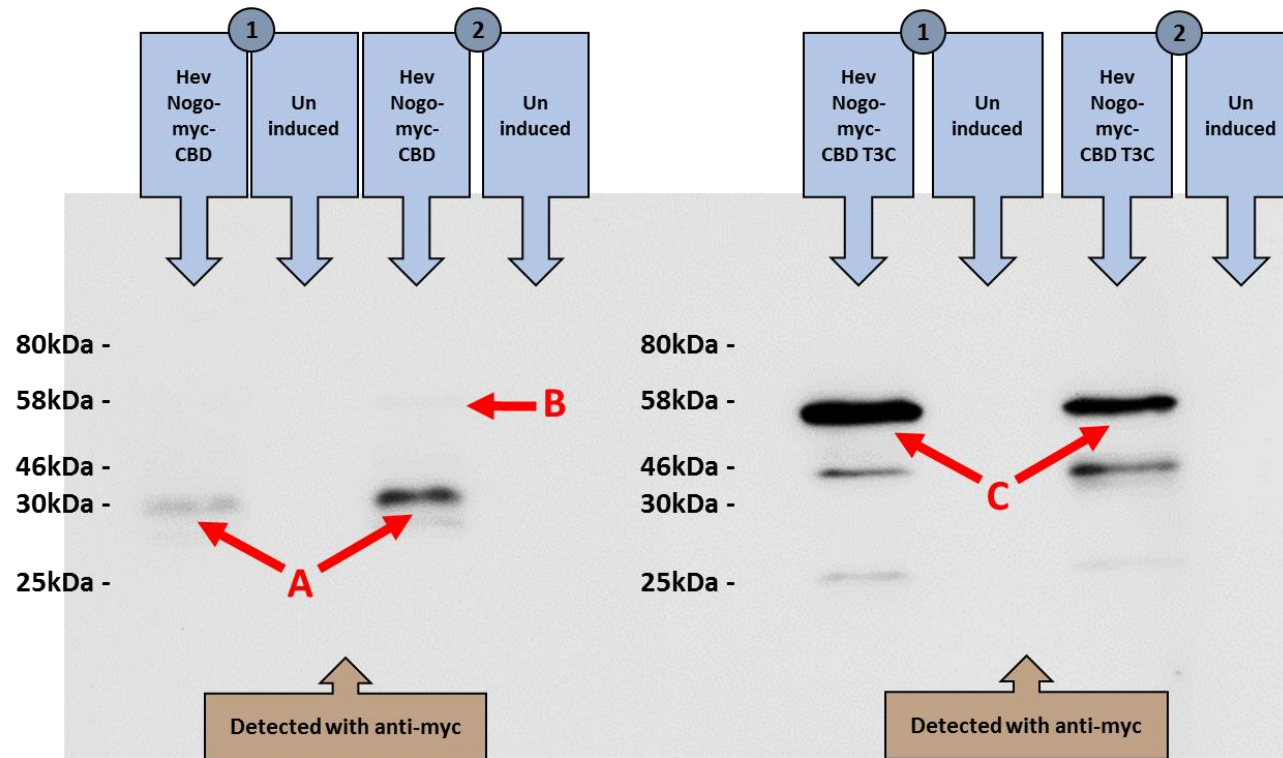 1
2
1
2
Hev
Nogo-
myc-
CBD
Un
induced
Hev
Nogo-
myc-
CBD
Un
induced
Hev
Nogo-
myc-
CBD T3C
Un
induced
Hev
Nogo-
myc-
CBD T3C
Un
induced
80kDa -
58kDa -
46kDa -
30kDa -
25kDa -
B
A
80kDa -
58kDa -
46kDa -
30kDa -
25kDa -
C
Detected with anti-myc
Detected with anti-myc